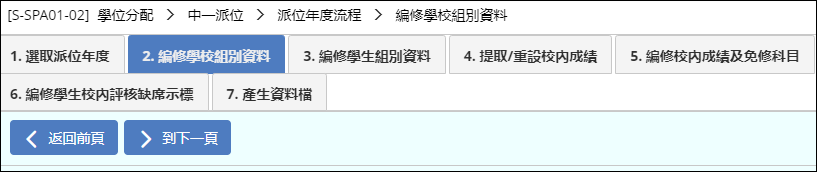 [S-SPA01-02] 學位分配 > 中一派位 > 派位年度流程 > 編修學校組別資料
1. 選取派位年度 2. 編修學校組別資料 3. 編修學生組別資料 4. 提取/重設校內成績 5. 編修校內成績及免修科目
6. 編修學生校內評核缺席示標 7. 產生資料檔
返回前頁 到下一頁